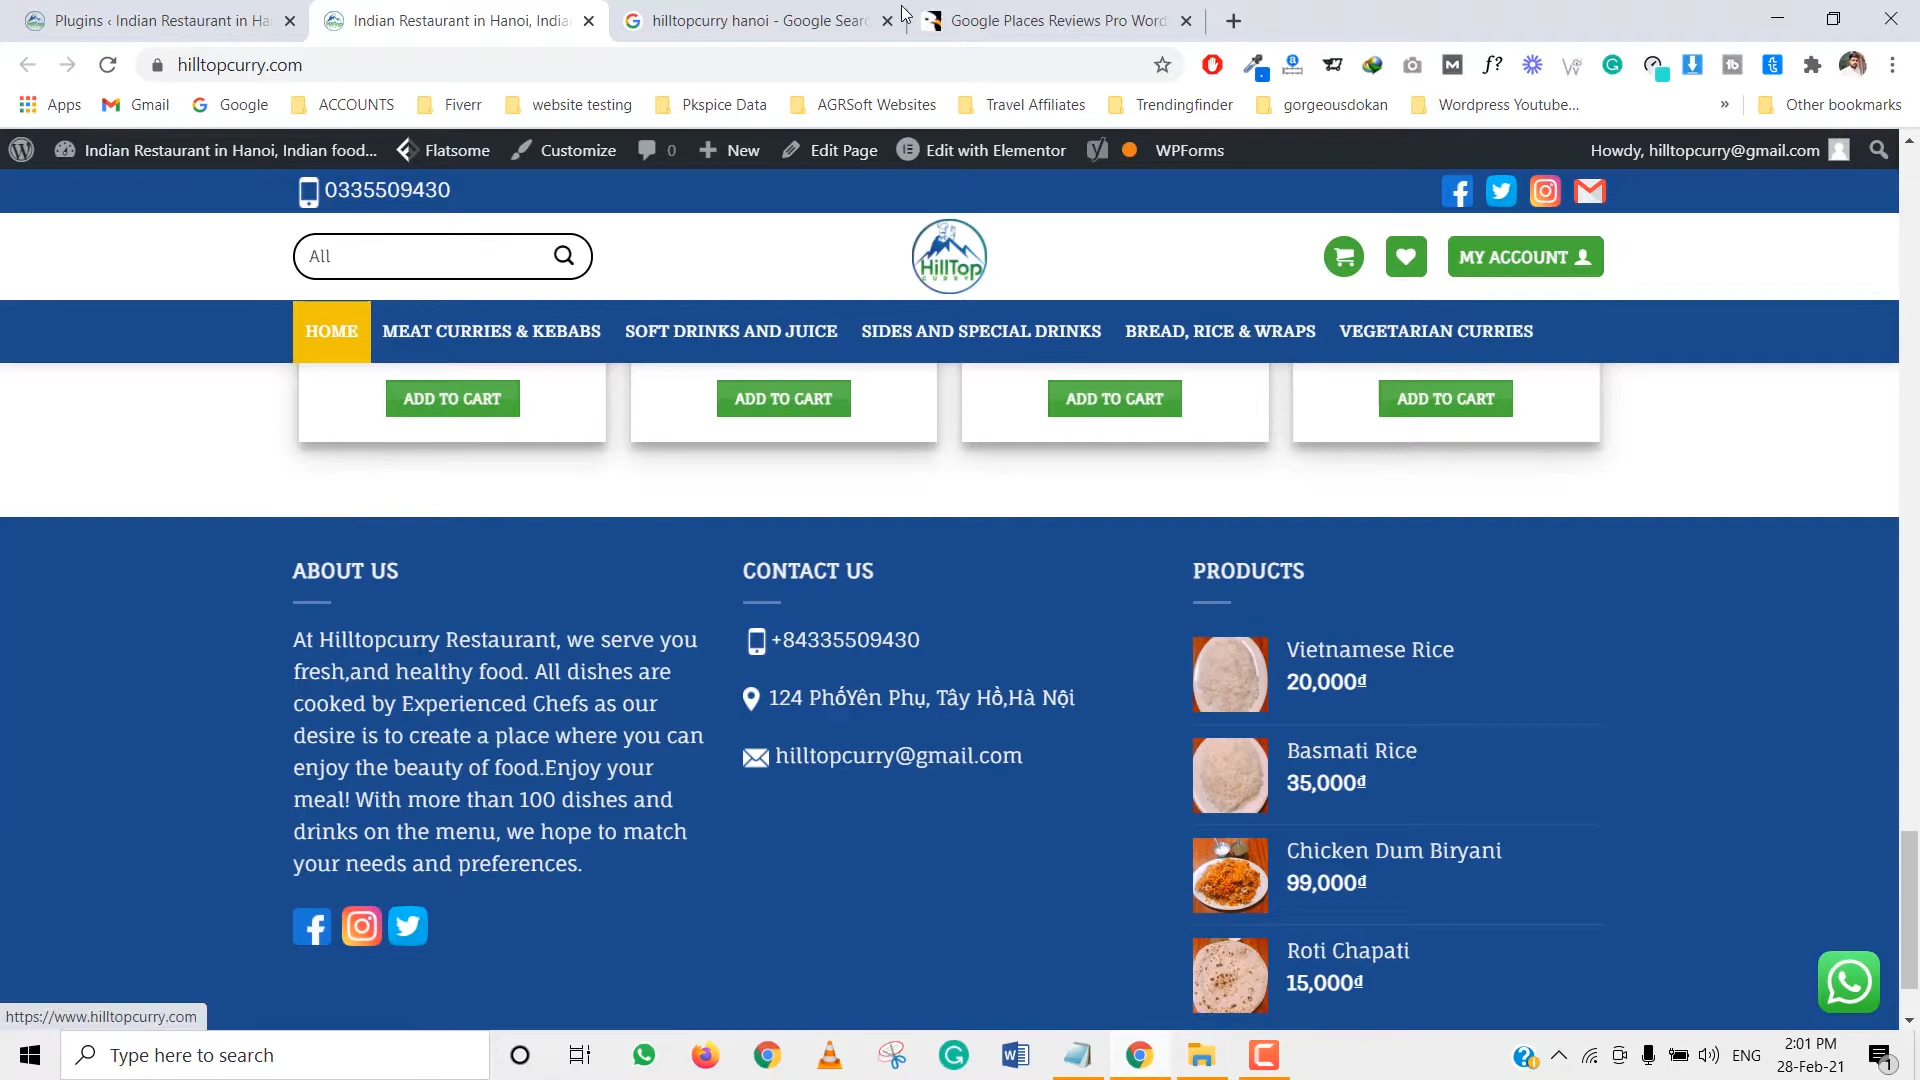 Plugins ‹ Indian Restaurant in Ha
Indian Restaurant in Hanoi, India
hilltopcurry hanoi - Google Sear
Google Places Reviews Pro Word
hilltopcurry.com
Apps
Gmail
Google
ACCOUNTS
Fiverr
website testing
Pkspice Data
AGRSoft Websites
Travel Affiliates
Trendingfinder
gorgeousdokan
Wordpress Youtube...
»
Other bookmarks
Indian Restaurant in Hanoi, Indian food...
Flatsome
Customize
0
New
Edit Page
Edit with Elementor
WPForms
Howdy, hilltopcurry@gmail.com
0335509430
All
HillTop
CURRY
MY ACCOUNT
HOME
MEAT CURRIES & KEBABS
SOFT DRINKS AND JUICE
SIDES AND SPECIAL DRINKS
BREAD, RICE & WRAPS
VEGETARIAN CURRIES
ADD TO CART
ADD TO CART
ADD TO CART
ADD TO CART
ABOUT US
At Hilltopcurry Restaurant, we serve you
fresh,and healthy food. All dishes are
cooked by Experienced Chefs as our
desire is to create a place where you can
enjoy the beauty of food.Enjoy your
meal! With more than 100 dishes and
drinks on the menu, we hope to match
your needs and preferences.
CONTACT US
+84335509430
124 PhốYên Phụ, Tây Hồ,Hà Nội
hilltopcurry@gmail.com
PRODUCTS
Vietnamese Rice
20,000₫
Basmati Rice
35,000₫
Chicken Dum Biryani
99,000₫
Roti Chapati
15,000₫
https://www.hilltopcurry.com
Type here to search
ENG
2:01 PM
28-Feb-21
1